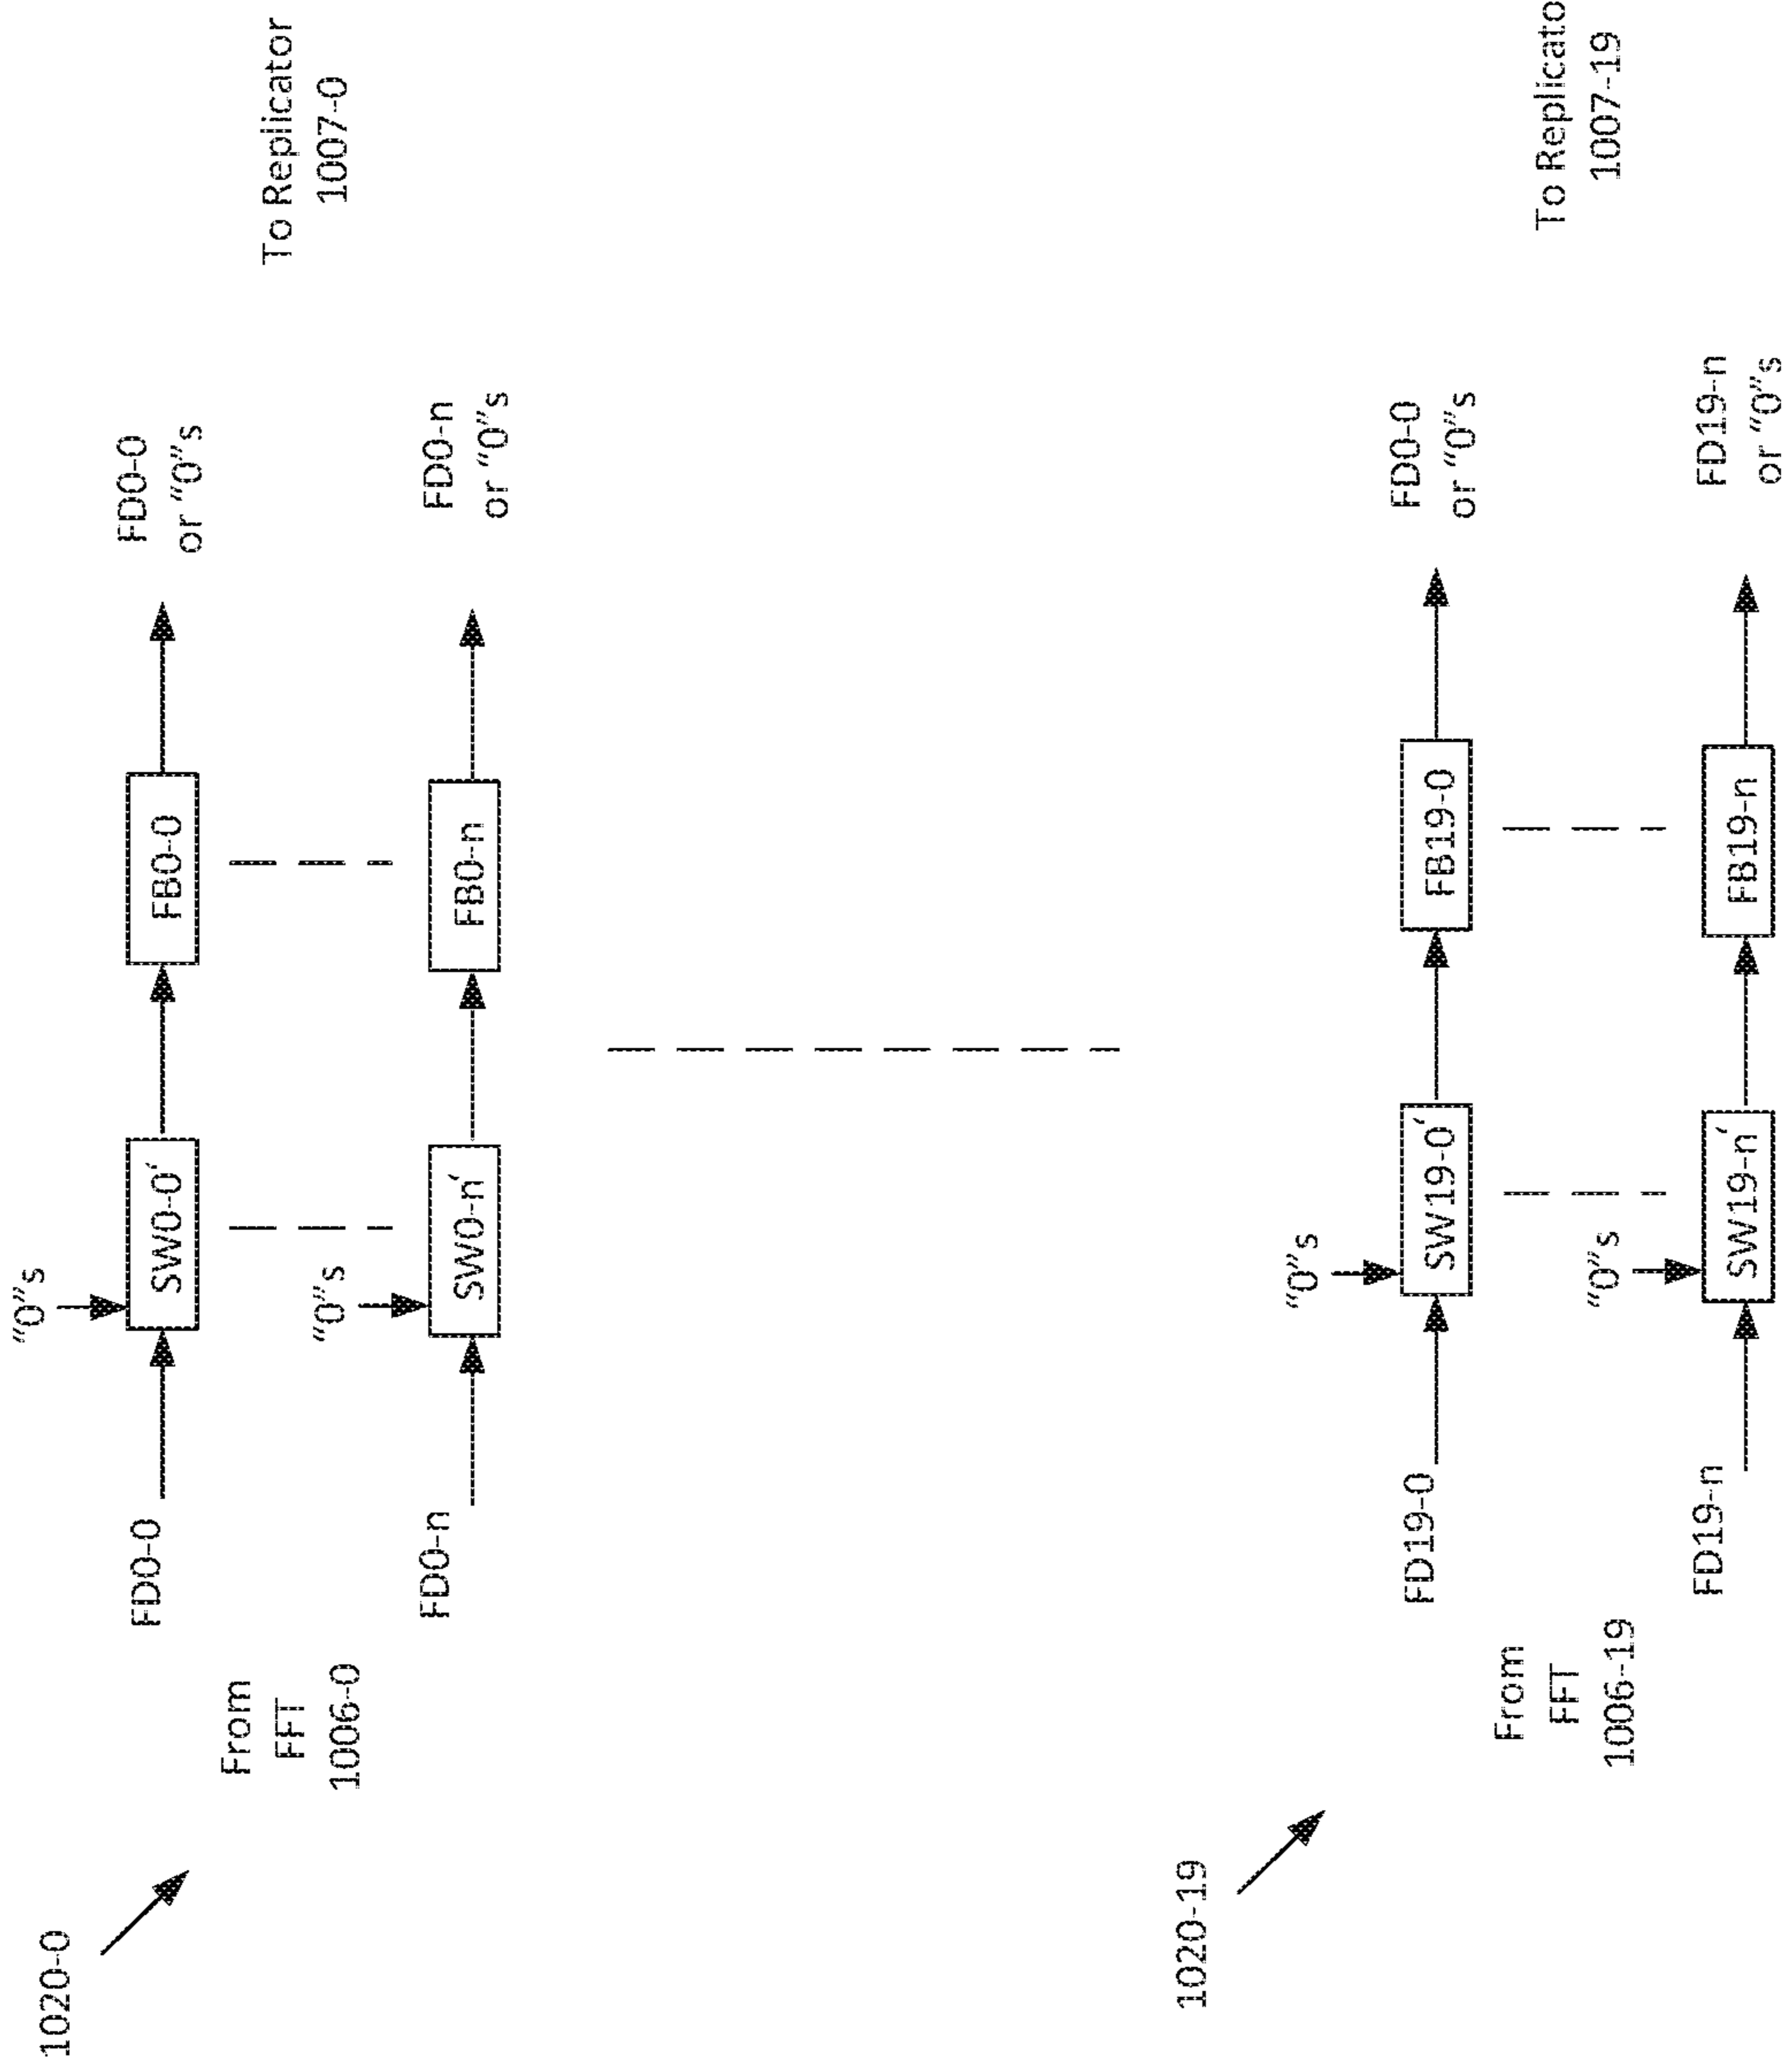 1020-0
From
FFT
1006-0
FD0-0
"0"s
SW0-0'
FB0-0
FD0-0
or "0"s
FD0-n
"0"s
SW0-n'
FB0-n
FD0-n
or "0"s
To Replicator
1007-0
1020-19
From
FFT
1006-19
FD19-0
"0"s
SW19-0'
FB19-0
FD0-0
or "0"s
FD19-n
"0"s
SW19-n'
FB19-n
FD19-n
or "0"s
To Replicato
1007-19